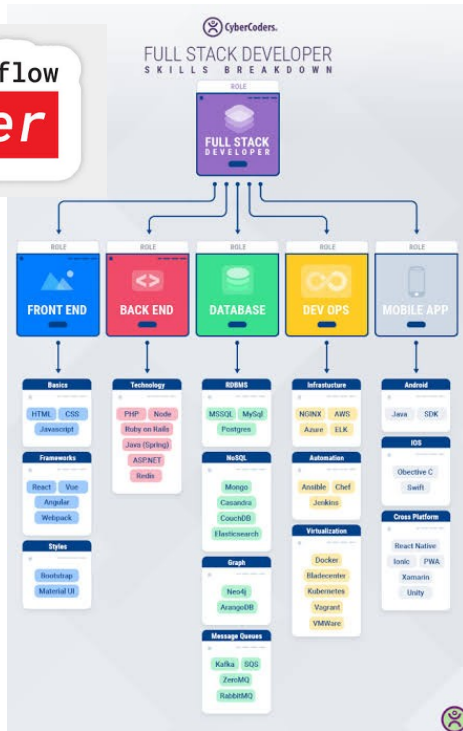 CyberCoders.
flow
er
FULL STACK DEVELOPER
SKILLS BREAKDOWN
ROLE
FULL STACK
DEVELOPER
ROLE ROLE ROLE ROLE ROLE
FRONT END BACK END DATABASE DEV OPS MOBILE APP
Basics
HTML CSS
Javascript
Frameworks
React Vue
Angular
Webpack
Styles
Bootstrap
Material UI
Technology
PHP Node
Ruby on Rails
Java (Spring)
ASP.NET
Redis
RDBMS
MSSQL MySql
Postgres
NoSQL
Mongo
Casandra
CouchDB
Elasticsearch
Graph
Neo4j
ArangoDB
Message Queues
Kafka SQS
ZeroMQ
RabbitMQ
Infrasturture
NGINX AWS
Azure ELK
Automation
Ansible Chef
Jenkins
Virtualization
Docker
Bladecenter
Kubernetes
Vagrant
VMWare
Android
Java SDK
IOS
Obective C
Swift
Cross Platform
React Native
Ionic PWA
Xamarin
Unity